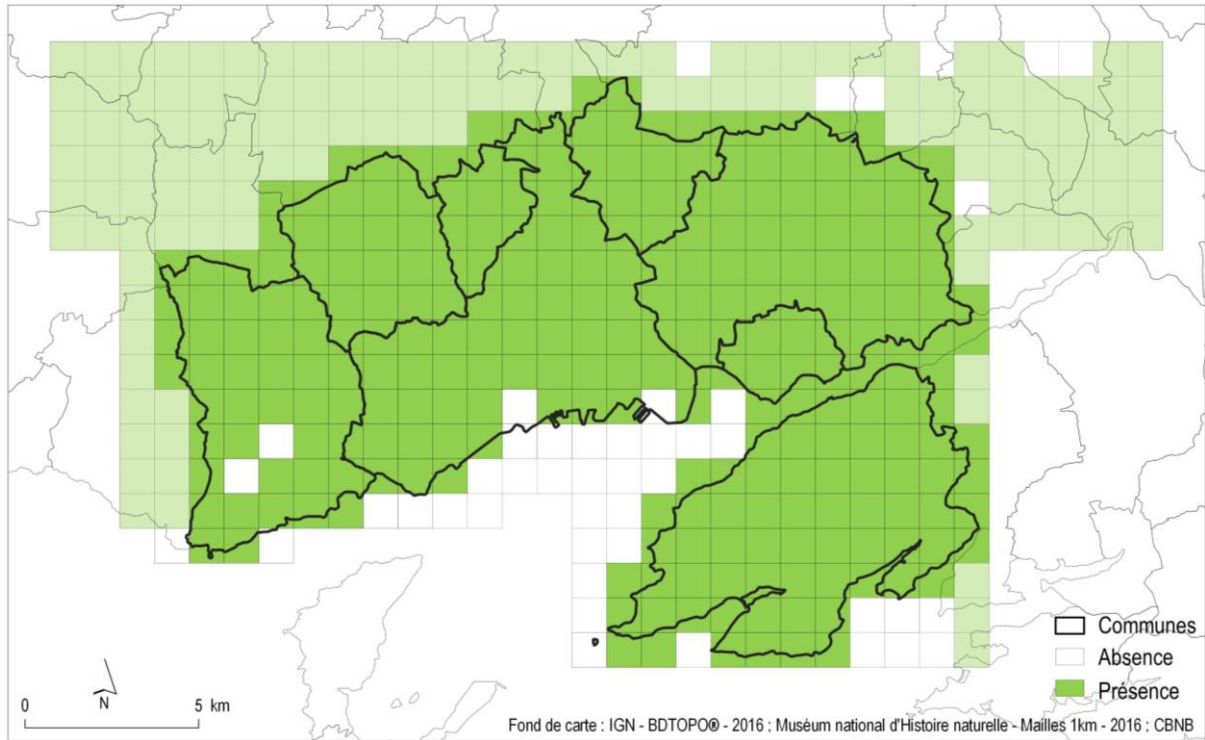 Communes
Absence
Présence
N
0 5 km
Fond de carte : IGN - BDTOPO® - 2016 ; Muséum national d'Histoire naturelle - Mailles 1km - 2016 ; CBNB